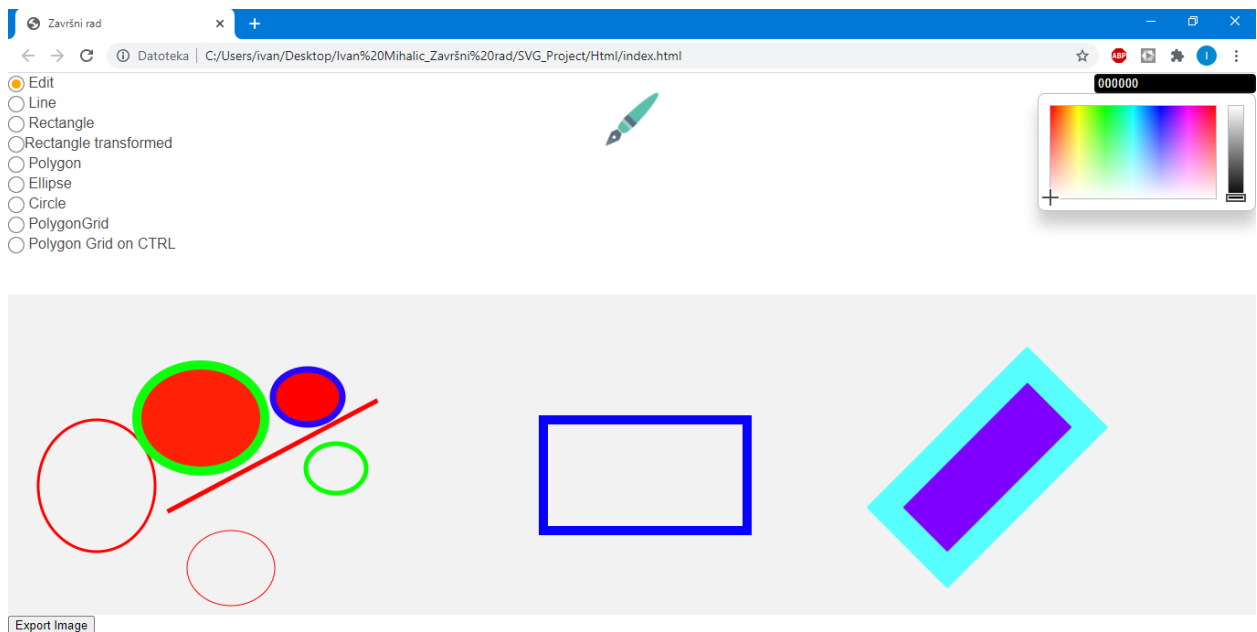 Završni rad
Datoteka | C:/Users/ivan/Desktop/Ivan%20Mihalic_Završni%20rad/SVG_Project/Html/index.html
ABP
I
Edit
000000
Line
Rectangle
Rectangle transformed
Polygon
Ellipse
Circle
PolygonGrid
Polygon Grid on CTRL
Export Image